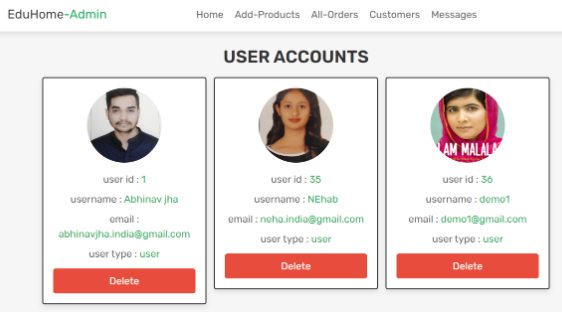 EduHome-Admin
Home Add-Products All-Orders Customers Messages
USER ACCOUNTS
I AM MALALA
user id : 1
username : Abhinav jha
email :
abhinavjha.india@gmail.com
user type : user
Delete
user id : 35
username : NEhab
email : neha.india@gmail.com
user type : user
Delete
user id : 36
username : demo1
email : demo1@gmail.com
user type : user
Delete